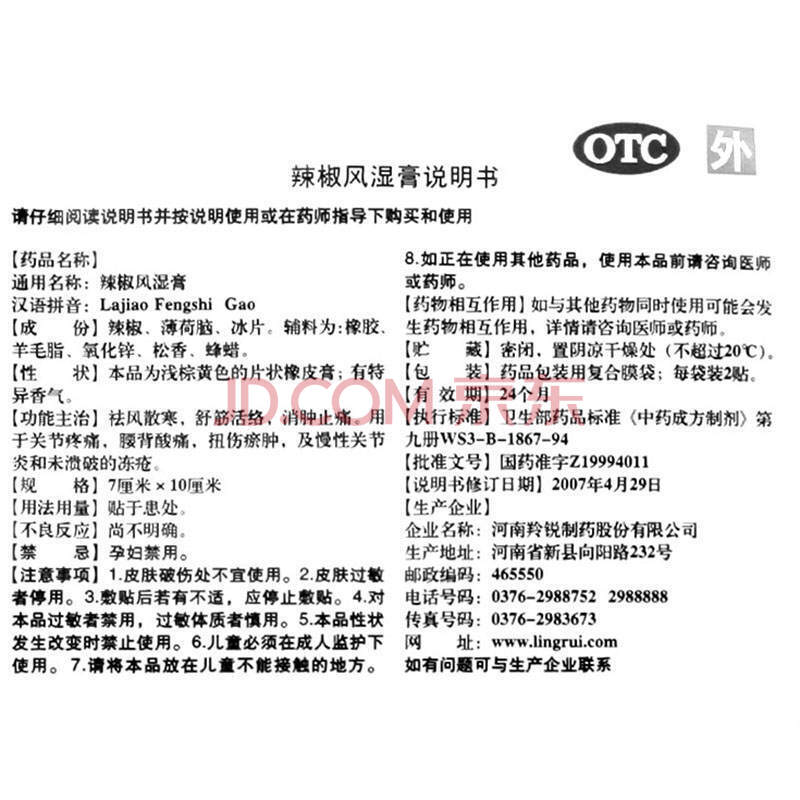 OTC
外
辣椒风湿膏说明书
请仔细阅读说明书并按说明使用或在药师指导下购买和使用
【药品名称】
通用名称：辣椒风湿膏
汉语拼音：Lajiao Fengshi Gao
【成 份】辣椒、薄荷脑、冰片。辅料为:橡胶、
羊毛脂、氧化锌、松香、蜂蜡。
【性 状】本品为浅棕黄色的片状橡皮膏；有特
异香气。
【功能主治】祛风散寒，舒筋活络，消肿止痛。用
于关节疼痛，腰背酸痛，扭伤瘀肿，及慢性关节
炎和未溃破的冻疮。
【规 格】7厘米×10厘米
【用法用量】贴于患处。
【不良反应】尚不明确。
【禁 忌】孕妇禁用。
【注意事项】1.皮肤破伤处不宜使用。2.皮肤过敏
者停用。3.敷贴后若有不适，应停止敷贴。4.对
本品过敏者禁用，过敏体质者慎用。5.本品性状
发生改变时禁止使用。6.儿童必须在成人监护下
使用。7.请将本品放在儿童不能接触的地方。
8.如正在使用其他药品，使用本品前请咨询医师
或药师。
【药物相互作用】如与其他药物同时使用可能会发
生药物相互作用，详情请咨询医师或药师。
【贮 藏】密闭，置阴凉干燥处（不超过20℃）。
【包 装】药品包装用复合膜袋；每袋装2贴。
【有 效 期】24个月
【执行标准】卫生部药品标准《中药成方制剂》第
九册WS3-B-1867-94
【批准文号】国药准字Z19994011
【说明书修订日期】2007年4月29日
【生产企业】
企业名称：河南羚锐制药股份有限公司
生产地址：河南省新县向阳路232号
邮政编码：465550
电话号码：0376-2988752 2988888
传真号码：0376-2983673
网 址：www.lingrui.com
如有问题可与生产企业联系
JD.COM 京东